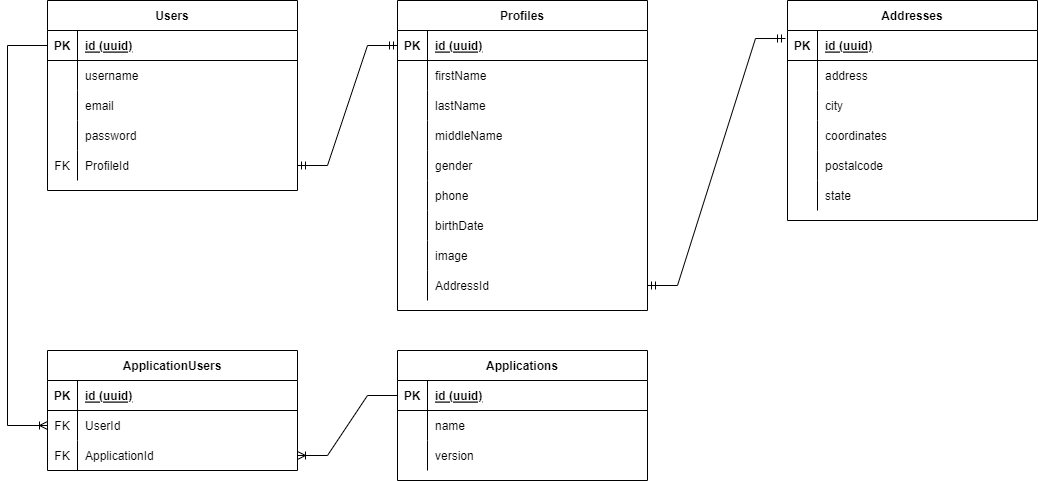 Users
PK id (uuid)
username
email
password
FK ProfileId
Profiles
PK id (uuid)
firstName
lastName
middleName
gender
phone
birthDate
image
AddressId
Addresses
PK id (uuid)
address
city
coordinates
postalcode
state
ApplicationUsers
PK id (uuid)
FK UserId
FK ApplicationId
Applications
PK id (uuid)
name
version